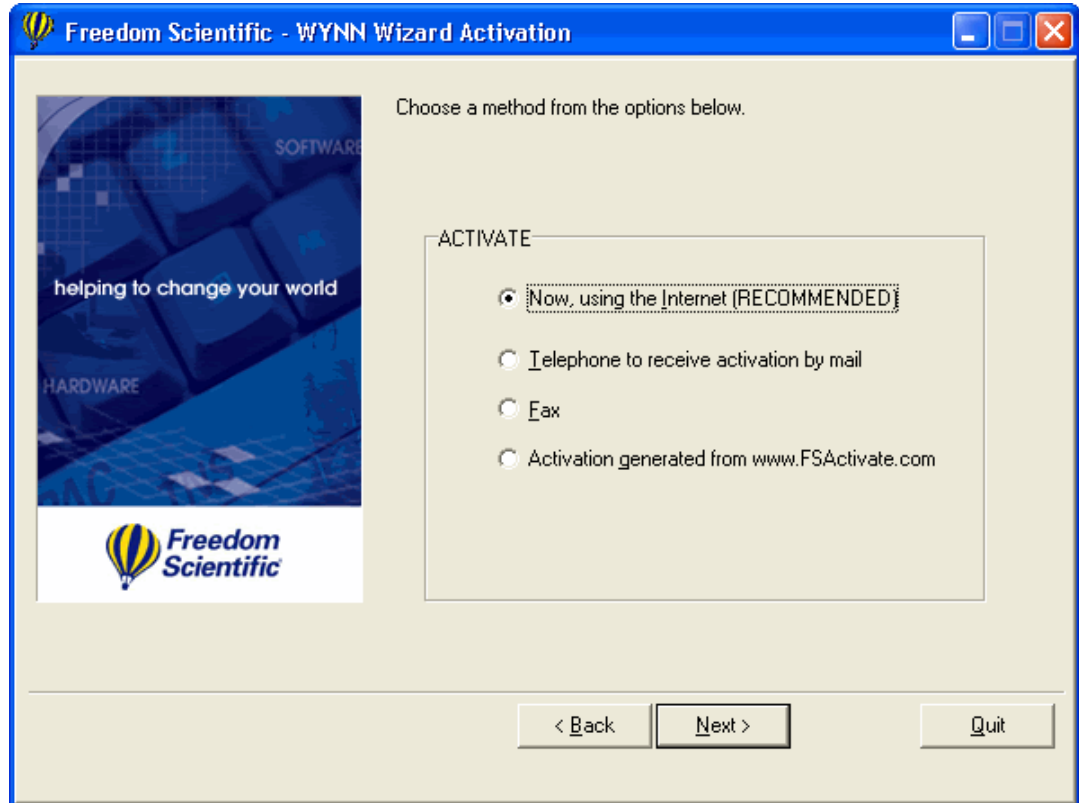 Freedom Scientific - WYNN Wizard Activation
Choose a method from the options below.
SOFTWARE
helping to change your world
HARDWARE
Freedom
Scientific
ACTIVATE
Now, using the Internet (RECOMMENDED)
Telephone to receive activation by mail
Fax
Activation generated from www.FSActivate.com
< Back
Next >
Quit